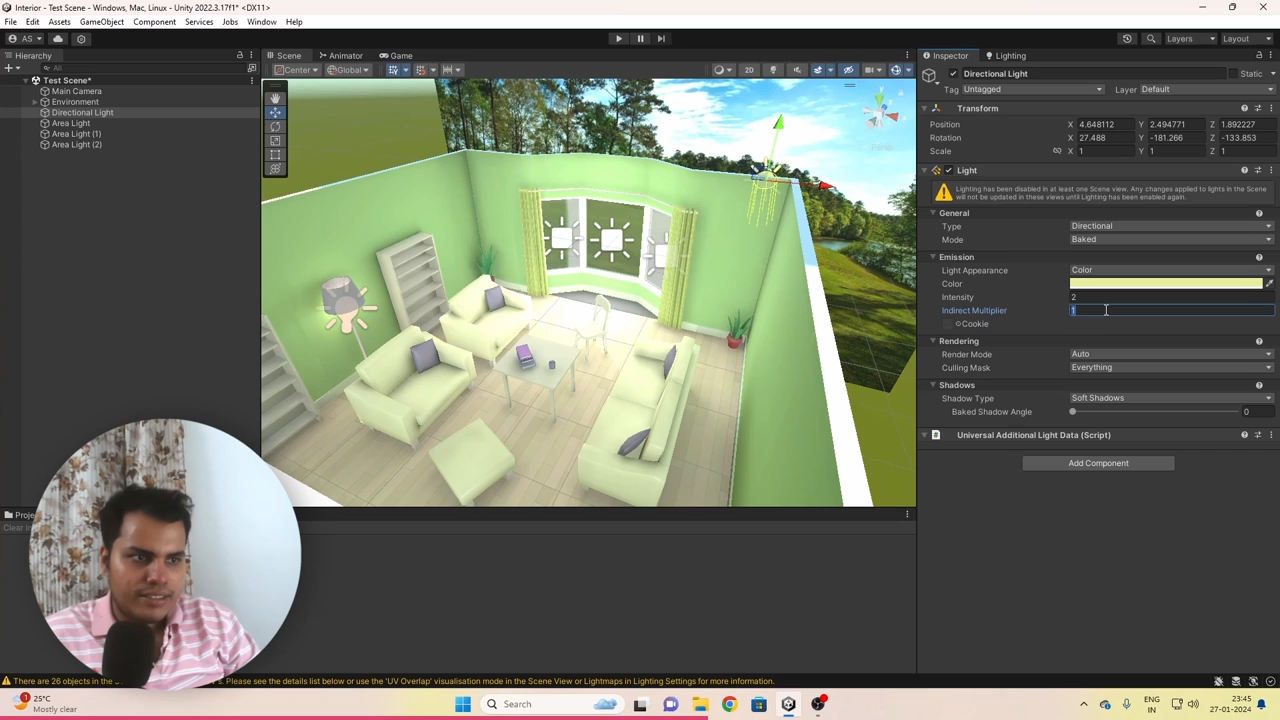 Interior - Test Scene - Windows, Mac, Linux - Unity 2022.3.17f1* <DX11>
File Edit Assets GameObject Component Services Jobs Window Help
AS
Layers Layout
Hierarchy
All
Test Scene*
Main Camera
Environment
Directional Light
Area Light
Area Light (1)
Area Light (2)
Scene Animator Game
Center Global 2D
Persp
Inspector Lighting
Directional Light Static
Tag Untagged Layer Default
Transform
Position X 4.648112 Y 2.494771 Z 1.892227
Rotation X 27.488 Y -181.266 Z -133.853
Scale X 1 Y 1 Z 1
Light
Lighting has been disabled in at least one Scene view. Any changes applied to lights in the Scene
will not be updated in these views until Lighting has been enabled again.
General
Type Directional
Mode Baked
Emission
Light Appearance Color
Color
Intensity 2
Indirect Multiplier 1
Cookie
Rendering
Render Mode Auto
Culling Mask Everything
Shadows
Shadow Type Soft Shadows
Baked Shadow Angle 0
Universal Additional Light Data (Script)
Add Component
There are 26 objects in the Please see the details list below or use the 'UV Overlap' visualisation mode in the Scene View or Lightmaps in Lighting Settings for more information.
1
25°C
Mostly clear
Search
ENG
IN
23:45
27-01-2024